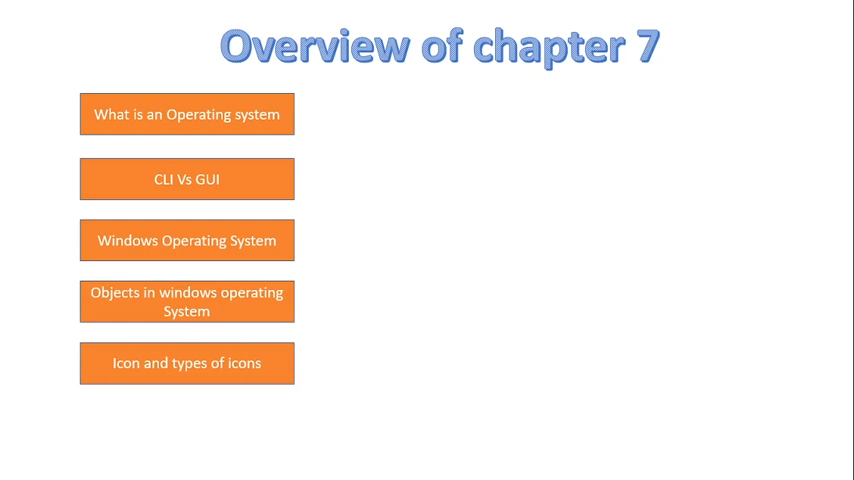 Overview of chapter 7
What is an Operating system
CLI Vs GUI
Windows Operating System
Objects in windows operating
System
Icon and types of icons